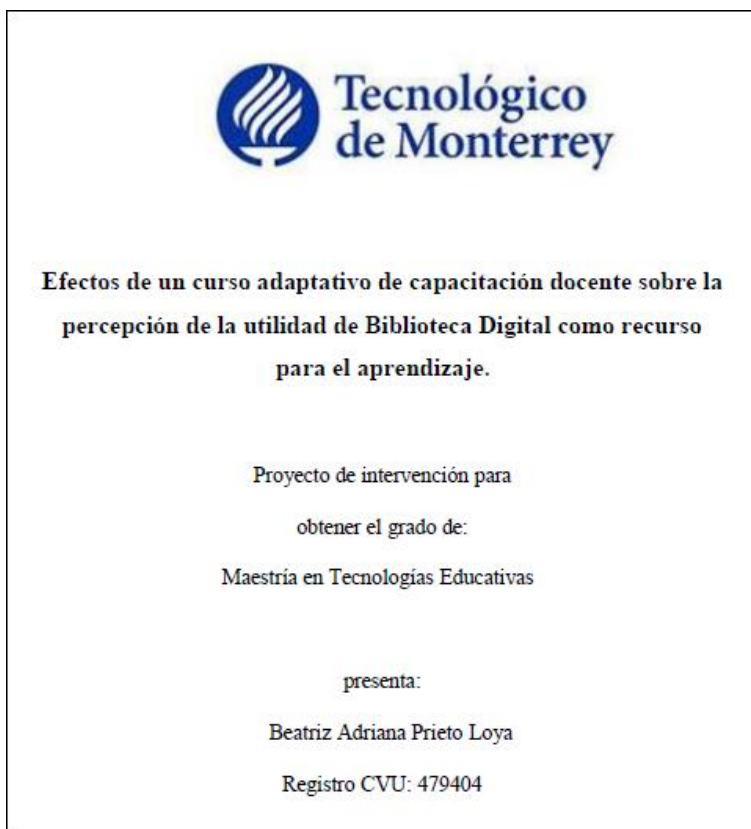 Tecnológico
de Monterrey
Efectos de un curso adaptativo de capacitación docente sobre la
percepción de la utilidad de Biblioteca Digital como recurso
para el aprendizaje.
Proyecto de intervención para
obtener el grado de:
Maestría en Tecnologías Educativas
presenta:
Beatriz Adriana Prieto Loya
Registro CVU: 479404